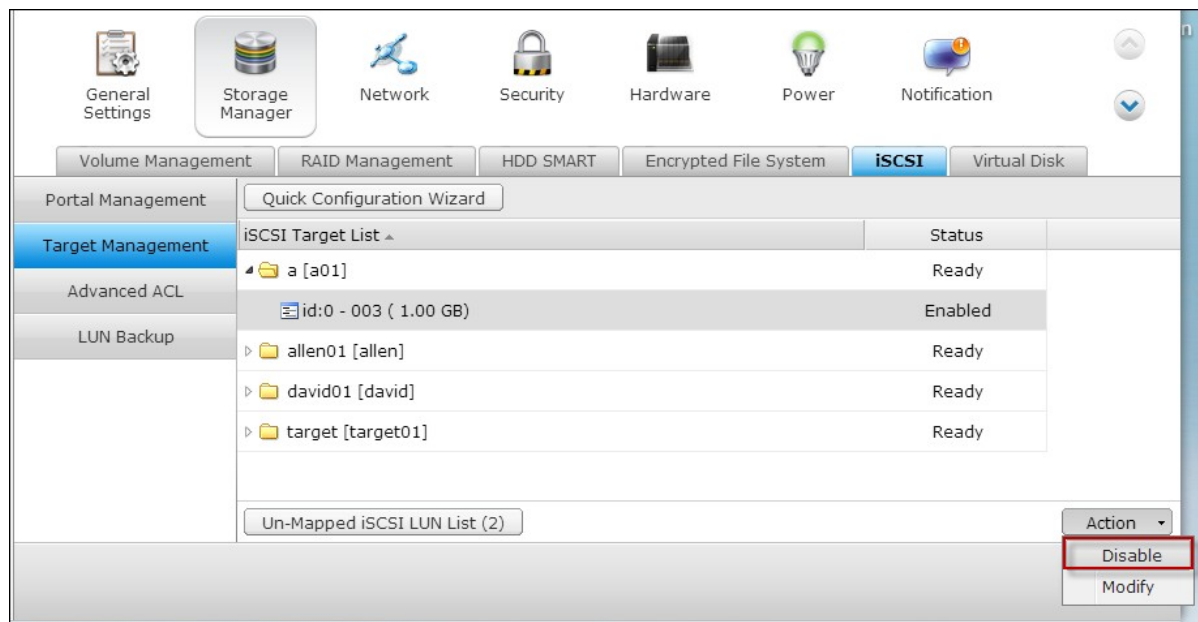 General Settings
Storage Manager
Network
Security
Hardware
Power
Notification
n
Volume Management
RAID Management
HDD SMART
Encrypted File System
iSCSI
Virtual Disk
Portal Management
Quick Configuration Wizard
Target Management
iSCSI Target List
Status
a [a01]
Ready
Advanced ACL
id:0 - 003 ( 1.00 GB)
Enabled
LUN Backup
allen01 [allen]
Ready
david01 [david]
Ready
target [target01]
Ready
Un-Mapped iSCSI LUN List (2)
Action
Disable
Modify